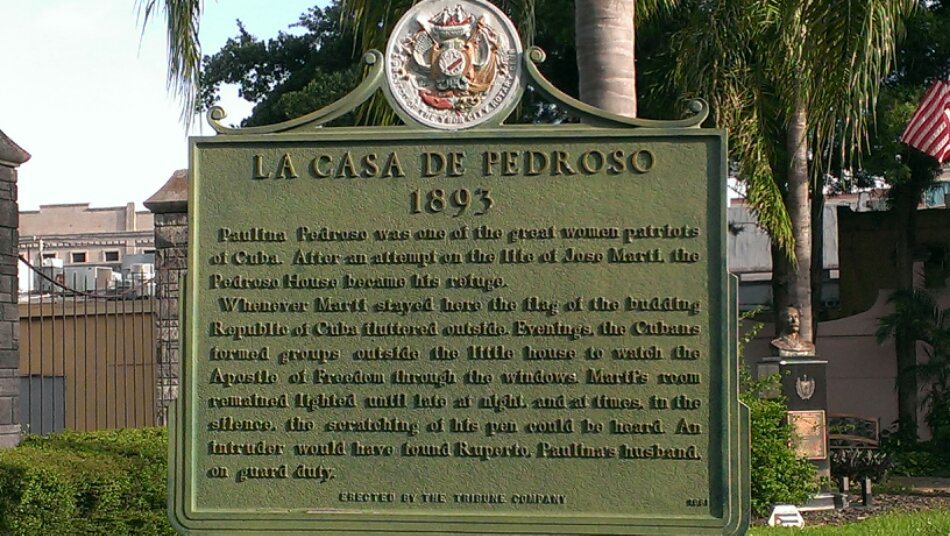 LA CASA DE PEDROSO
1893
Paulina Pedroso was one of the great women patriots
of Cuba. After an attempt on the life of Jose Marti, the
Pedroso House became his refuge.
Whenever Marti stayed here the flag of the budding
Republic of Cuba fluttered outside. Evenings, the Cubans
formed groups outside the little house to watch the
Apostle of Freedom through the windows. Marti's room
remained lighted until late at night, and at times, in the
silence, the scratching of his pen could be heard. An
intruder would have found Ruperto, Paulina's husband,
on guard duty.
ERECTED BY THE TRIBUNE COMPANY